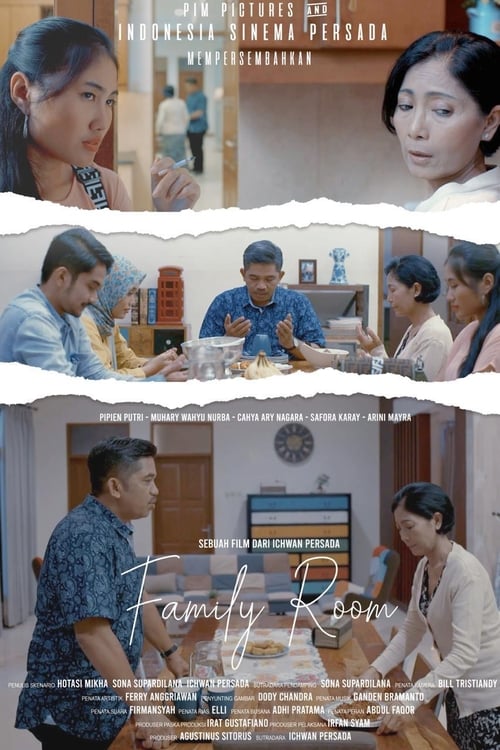 PIM PICTURES AND
INDONESIA SINEMA PERSADA
MEMPERSEMBAHKAN
PIPIEN PUTRI - MUHARY WAHYU NURBA - CAHYA ARY NAGARA - SAFORA KARAY - ARINI MAYRA
SEBUAH FILM DARI ICHWAN PERSADA
Family Room
PENULIS SKENARIO HOTASI MIKHA SONA SUPARDILANA ICHWAN PERSADA SUTRADARA PENDAMPING SONA SUPARDILANA PENATA KAMERA BILL TRISTIANDY
PENATA ARTISTIK FERRY ANGGRIAWAN PENYUNTING GAMBAR DODY CHANDRA PENATA MUSIK GANDEN BRAMANTO
PENATA SUARA FIRMANSYAH PENATA RIAS ELLI PENATA BUSANA ADHI PRATAMA PENATA PERAN ABDUL FAQOR
PRODUSER PASKA PRODUKSI IRAT GUSTAFIANO PRODUSER PELAKSANA IRFAN SYAM
PRODUSER AGUSTINUS SITORUS SUTRADARA ICHWAN PERSADA